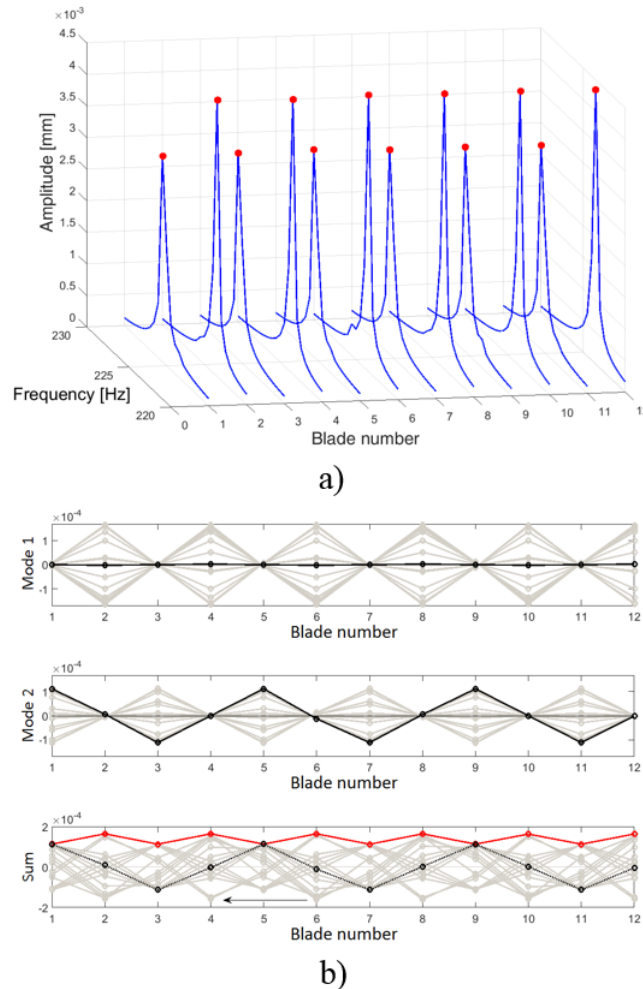 ×10⁻³
4.5
4
3.5
3
2.5
2
1.5
1
0.5
0
Amplitude [mm]
230
225
220
Frequency [Hz]
0 1 2 3 4 5 6 7 8 9 10 11 12
Blade number
a)
×10⁻⁴
1
0
-1
Mode 1
1 2 3 4 5 6 7 8 9 10 11 12
Blade number
×10⁻⁴
1
0
-1
Mode 2
1 2 3 4 5 6 7 8 9 10 11 12
Blade number
×10⁻⁴
2
0
-2
Sum
1 2 3 4 5 6 7 8 9 10 11 12
Blade number
b)